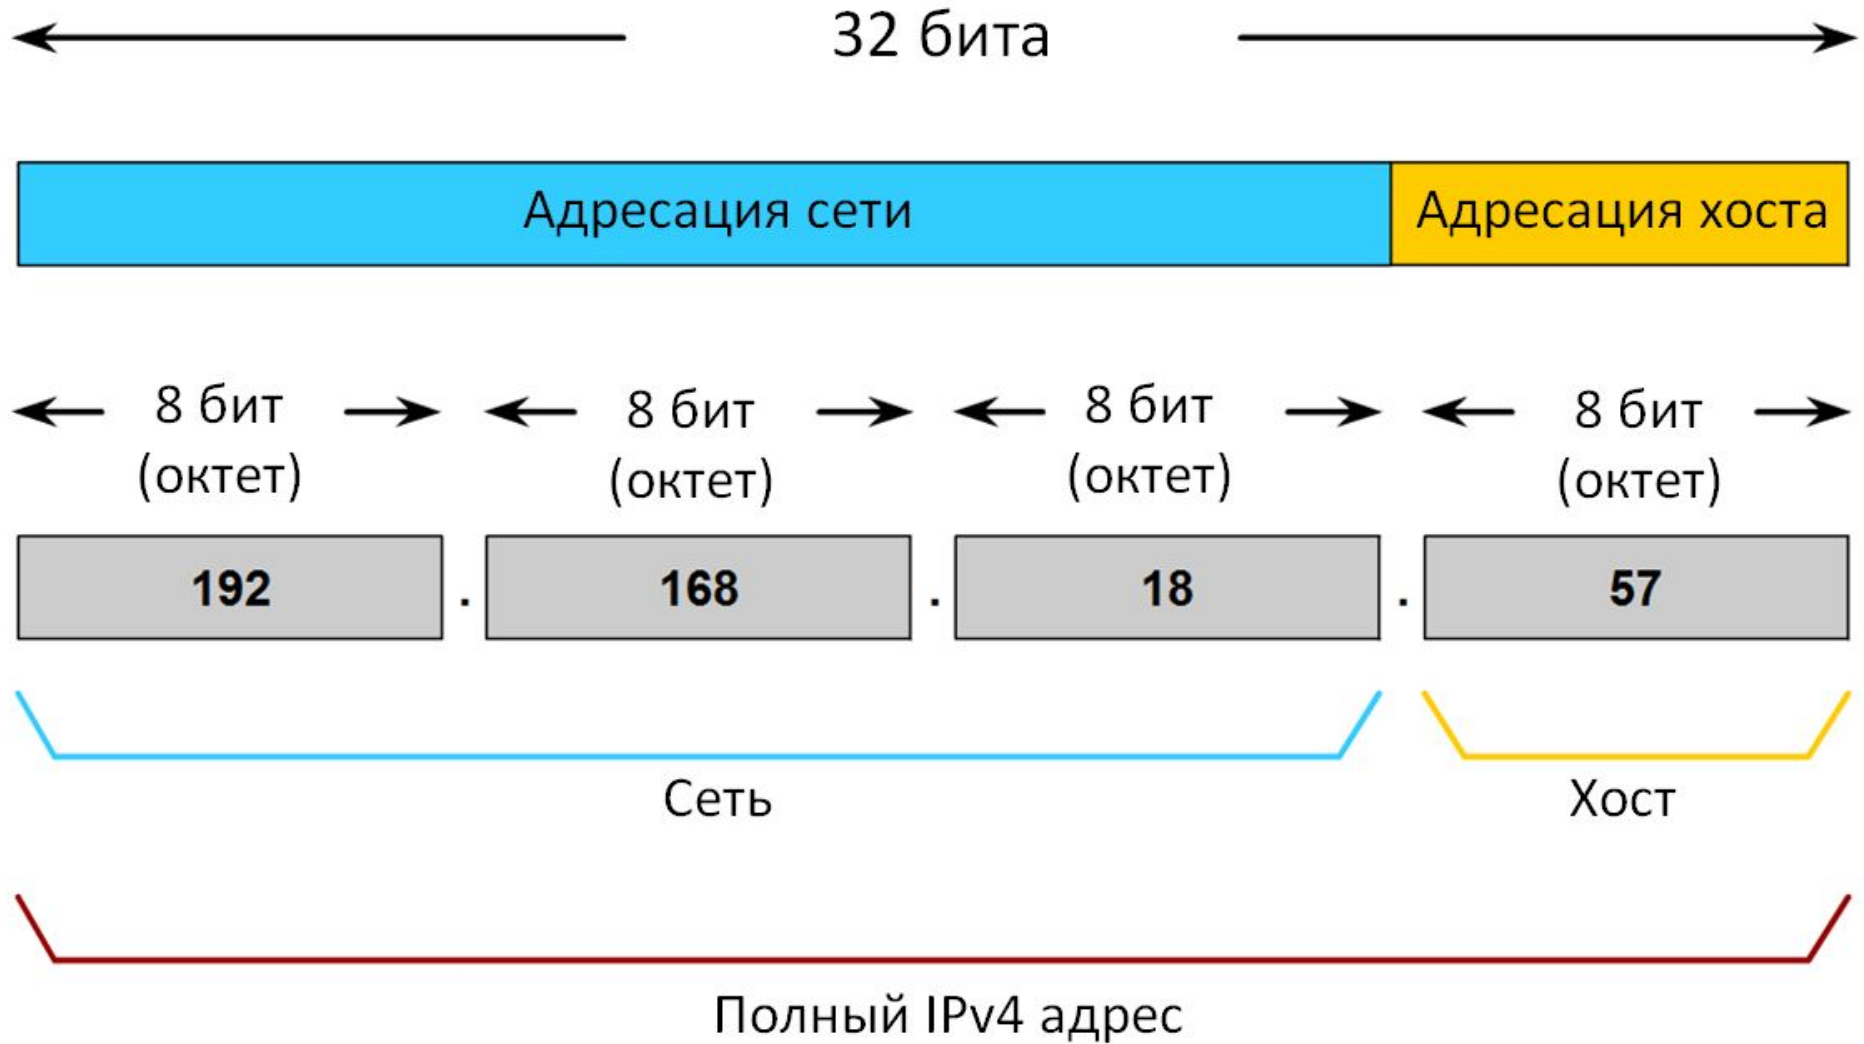 32 бита
Адресация сети Адресация хоста
8 бит 8 бит 8 бит 8 бит
(октет) (октет) (октет) (октет)
192 . 168 . 18 . 57
Сеть Хост
Полный IPv4 адрес